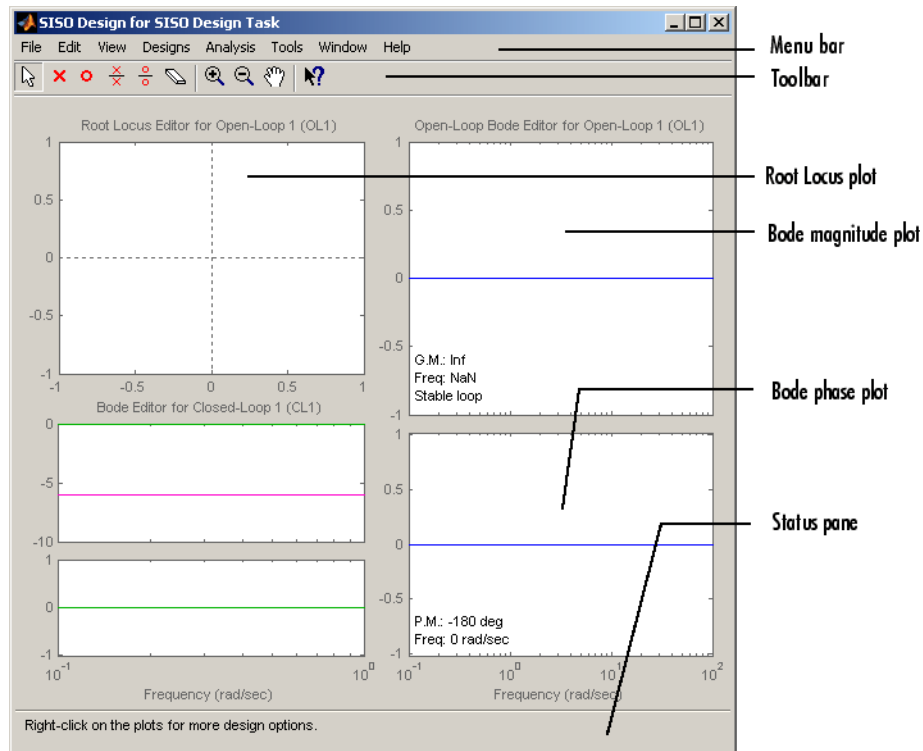 SISO Design for SISO Design Task
File Edit View Designs Analysis Tools Window Help
Menu bar
Toolbar
Root Locus Editor for Open-Loop 1 (OL1)
1
0.5
0
-0.5
-1
-1 -0.5 0 0.5 1
Root Locus plot
Open-Loop Bode Editor for Open-Loop 1 (OL1)
1
0.5
0
-0.5
-1
G.M.: Inf
Freq: NaN
Stable loop
Bode magnitude plot
Bode Editor for Closed-Loop 1 (CL1)
0
-5
-10
1
0
-1
10^-1 10^0
Frequency (rad/sec)
1
0.5
0
-0.5
-1
P.M.: -180 deg
Freq: 0 rad/sec
10^-1 10^0 10^1 10^2
Frequency (rad/sec)
Bode phase plot
Status pane
Right-click on the plots for more design options.